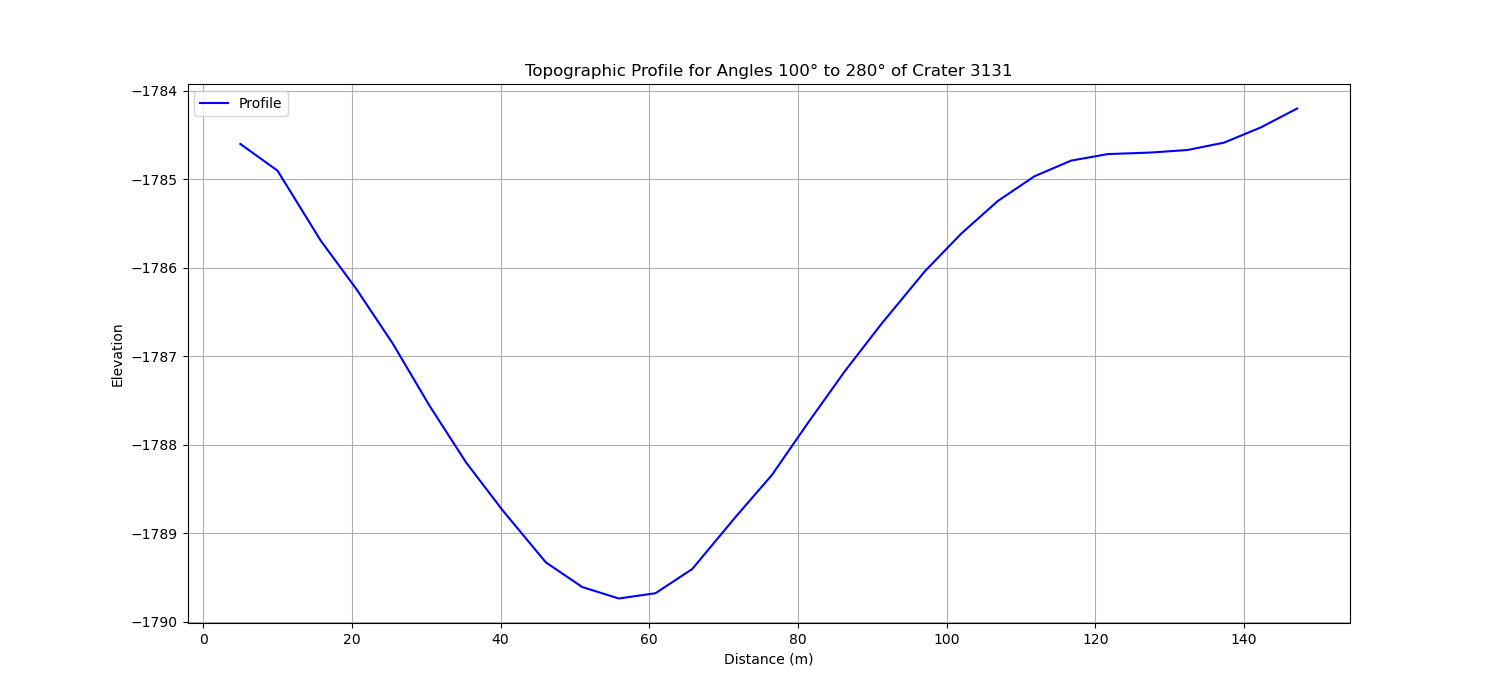 Topographic Profile for Angles 100° to 280° of Crater 3131
Profile
−1784
−1785
−1786
−1787
−1788
−1789
−1790
Elevation
0 20 40 60 80 100 120 140
Distance (m)